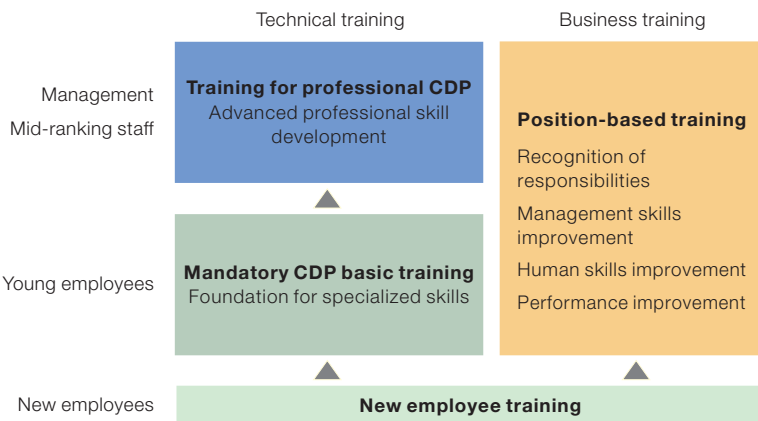 Technical training
Business training
Management
Mid-ranking staff
Training for professional CDP
Advanced professional skill
development
Position-based training
Recognition of
responsibilities
Management skills
improvement
Human skills improvement
Performance improvement
Young employees
Mandatory CDP basic training
Foundation for specialized skills
New employees
New employee training